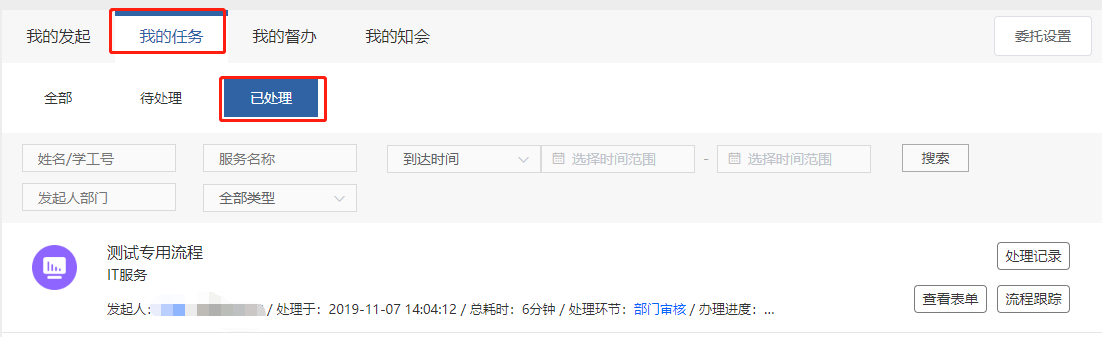 我的发起 我的任务 我的督办 我的知会 委托设置
全部 待处理 已处理
姓名/学工号 服务名称 到达时间 选择时间范围 - 选择时间范围 搜索
发起人部门 全部类型
测试专用流程 处理记录
IT服务
查看表单 流程跟踪
发起人: / 处理于：2019-11-07 14:04:12 / 总耗时：6分钟 / 处理环节：部门审核 / 办理进度：...